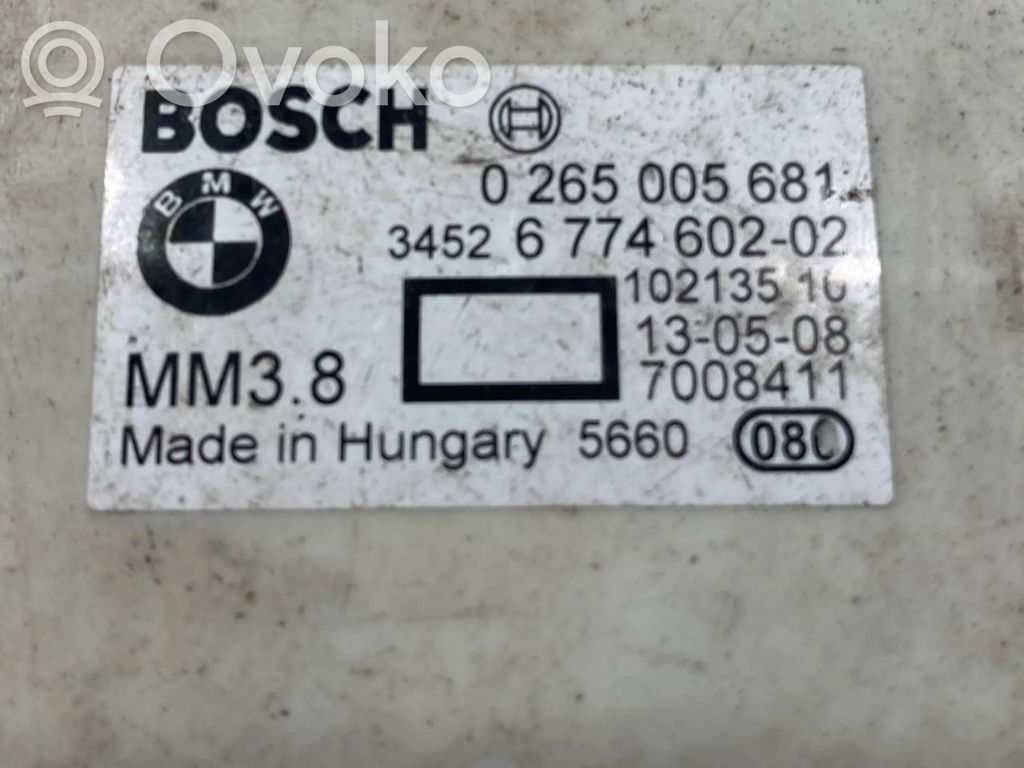 Ovoko
BOSCH
BMW
0 265 005 681
3452 6 774 602-02
102135
13-05-08
MM3.8
7008411
Made in Hungary 5660